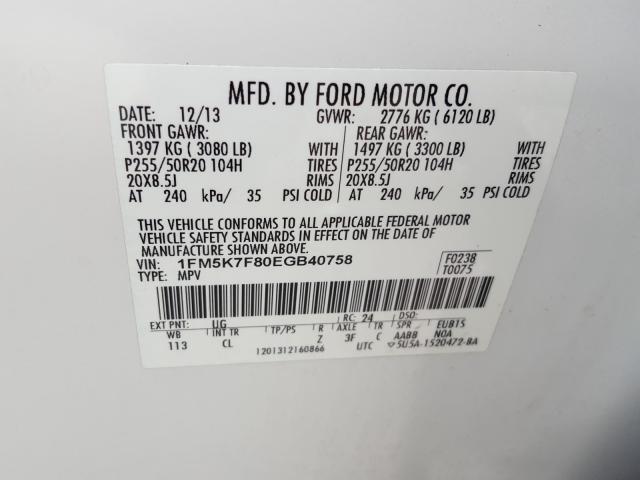 MFD. BY FORD MOTOR CO.
DATE: 12/13 GVWR: 2776 KG ( 6120 LB)
FRONT GAWR: REAR GAWR:
1397 KG ( 3080 LB) WITH 1497 KG ( 3300 LB) WITH
P255/50R20 104H TIRES P255/50R20 104H TIRES
20X8.5J RIMS 20X8.5J RIMS
AT 240 kPa/ 35 PSI COLD AT 240 kPa/ 35 PSI COLD
THIS VEHICLE CONFORMS TO ALL APPLICABLE FEDERAL MOTOR
VEHICLE SAFETY STANDARDS IN EFFECT ON THE DATE OF
MANUFACTURE SHOWN ABOVE.
VIN: 1FM5K7F80EGB40758 F0238
TYPE: MPV T0075
EXT PNT: UG RC: 24 DSO:
WB INT TR TP/PS R AXLE TR SPR EUB1S
113 CL Z 3F C AABB NOA
1201312160866 UTC 5U5A-1520472-BA